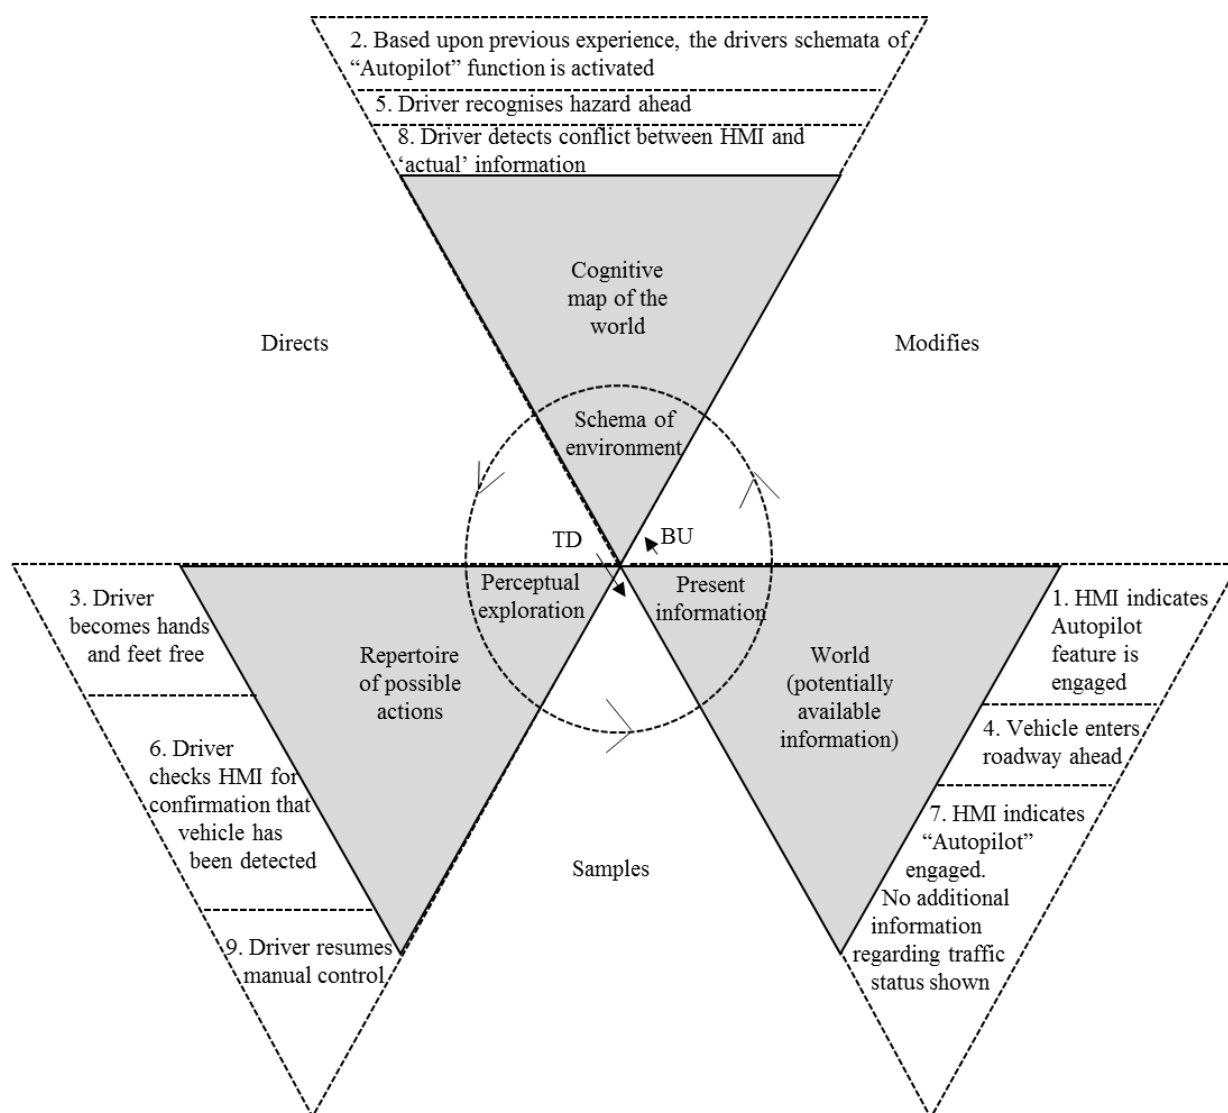 2. Based upon previous experience, the drivers schemata of
“Autopilot” function is activated
5. Driver recognises hazard ahead
8. Driver detects conflict between HMI and
‘actual’ information
Cognitive
map of the
world
Directs
Modifies
Schema of
environment
TD
BU
Perceptual
exploration
Present
information
3. Driver
becomes hands
and feet free
Repertoire
of possible
actions
World
(potentially
available
information)
1. HMI indicates
Autopilot
feature is
engaged
4. Vehicle enters
roadway ahead
6. Driver
checks HMI for
confirmation that
vehicle has
been detected
7. HMI indicates
“Autopilot”
engaged.
No additional
information
regarding traffic
status shown
Samples
9. Driver resumes
manual control